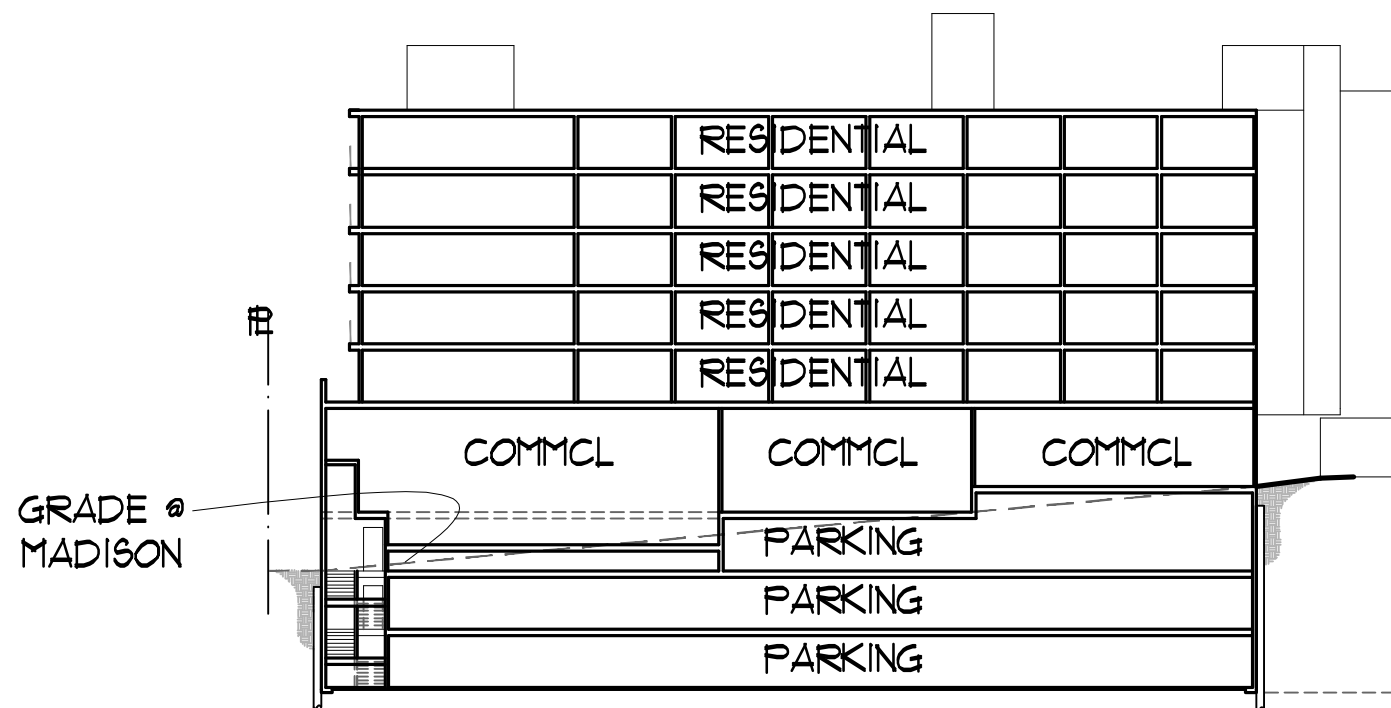 RESIDENTIAL
RESIDENTIAL
RESIDENTIAL
RESIDENTIAL
RESIDENTIAL
COMMCL COMMCL COMMCL
GRADE @
MADISON
PARKING
PARKING
PARKING